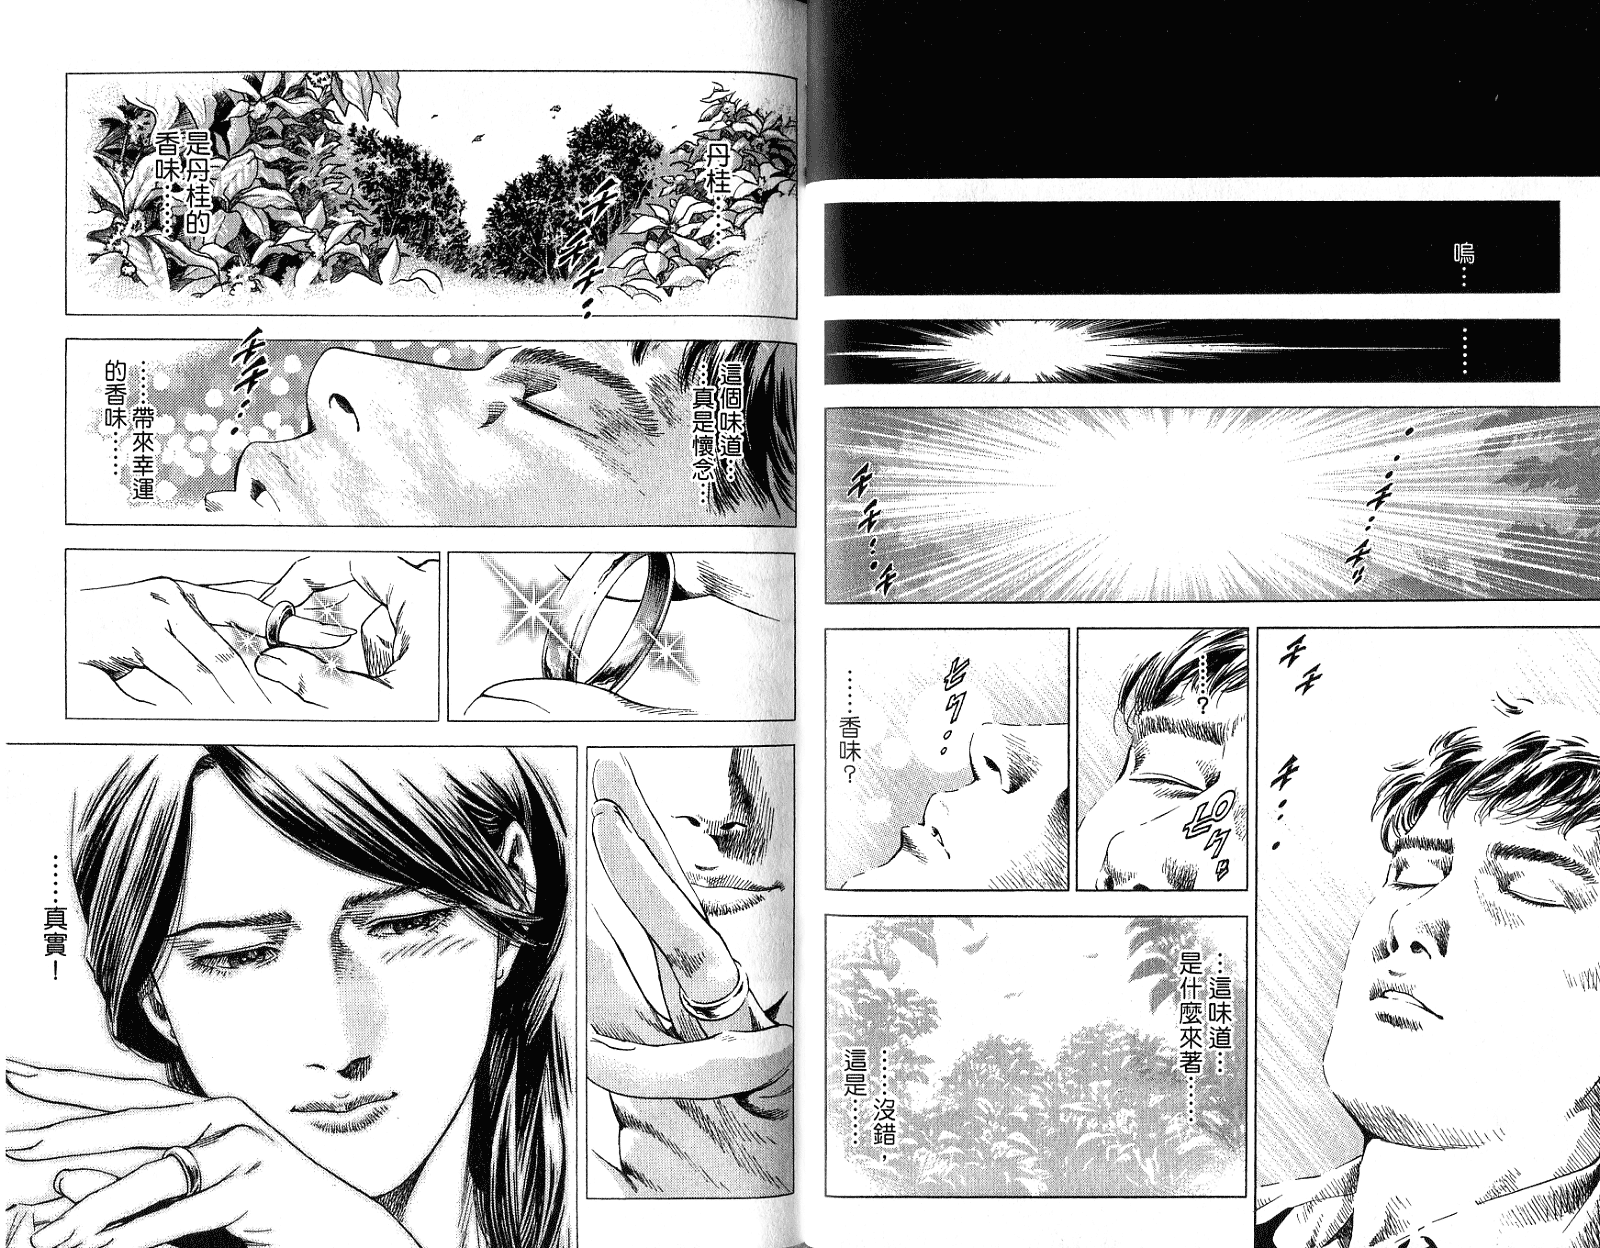 嗚…
………
チ
チ…
チ
チ…
チ…
チ
チ
チ…
………？
ピク
ヒク…
……香味？
…這味道…
是什麼來著……
……沒錯，
這是……
丹桂……
是丹桂的
香味……
チ
チチ
チ…
這個味道…
…真是懷念…
チ
チ…
チ…
……帶來幸運
的香味……
……真實！